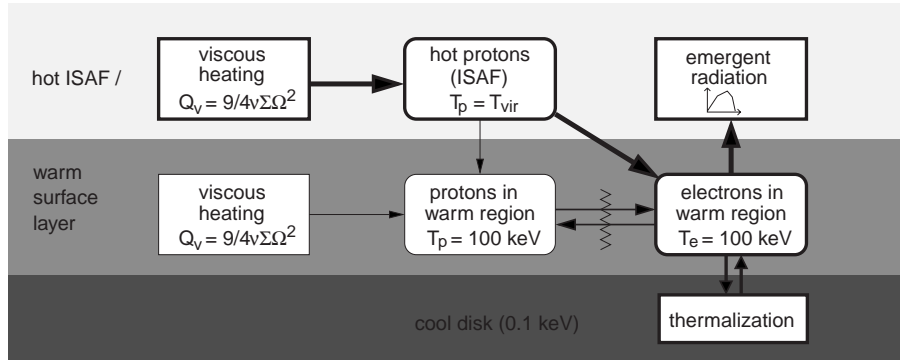 hot ISAF /
viscous
heating
Qᵥ = 9/4νΣΩ²
hot protons
(ISAF)
Tₚ = Tᵥᵢᵣ
emergent
radiation
warm
surface
layer
viscous
heating
Qᵥ = 9/4νΣΩ²
protons in
warm region
Tₚ = 100 keV
electrons in
warm region
Tₑ = 100 keV
cool disk (0.1 keV)
thermalization